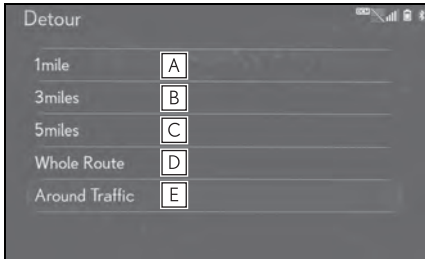 Detour
1mile A
3miles B
5miles C
Whole Route D
Around Traffic E